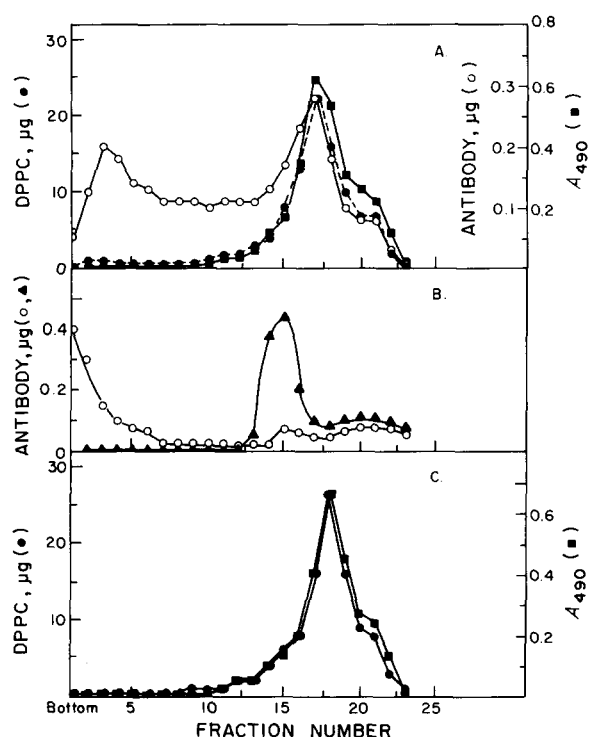 A.
30
20
10
0
DPPC, µg (●)
0.3
0.2
0.1
ANTIBODY, µg (○)
0.8
0.6
0.4
0.2
A490 (■)
B.
0.4
0.2
0
ANTIBODY, µg (○, ▲)
C.
30
20
10
DPPC, µg (●)
0.6
0.4
0.2
A490 (■)
Bottom 5 10 15 20 25
FRACTION NUMBER